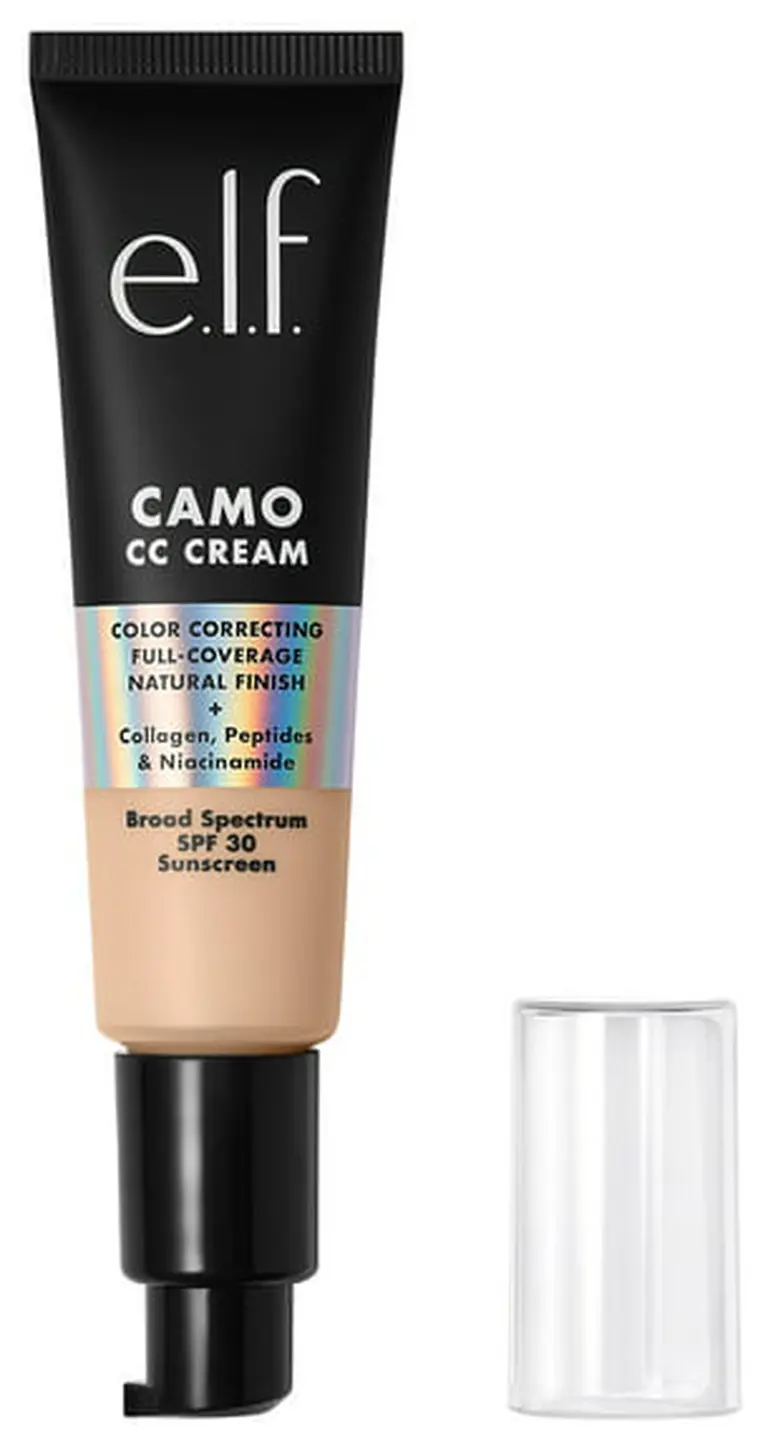 e.l.f.
CAMO
CC CREAM
COLOR CORRECTING
FULL-COVERAGE
NATURAL FINISH
+
Collagen, Peptides
& Niacinamide
Broad Spectrum
SPF 30
Sunscreen